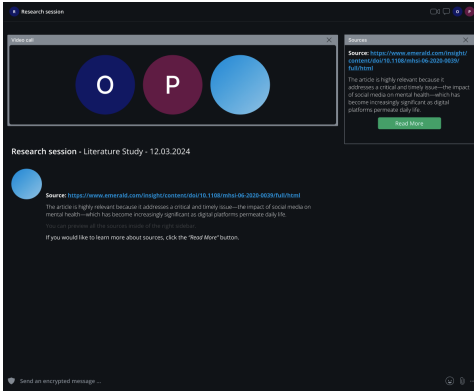 R Research session
O P
Video call
O P
Sources
Source: https://www.emerald.com/insight/
content/doi/10.1108/mhsi-06-2020-0039/
full/html
The article is highly relevant because it
addresses a critical and timely issue—the impact
of social media on mental health—which has
become increasingly significant as digital
platforms permeate daily life.
Read More
Research session - Literature Study - 12.03.2024
Source: https://www.emerald.com/insight/content/doi/10.1108/mhsi-06-2020-0039/full/html
The article is highly relevant because it addresses a critical and timely issue—the impact of social media on
mental health—which has become increasingly significant as digital platforms permeate daily life.
You can preview all the sources inside of the right sidebar.
If you would like to learn more about sources, click the "Read More" button.
Send an encrypted message ...